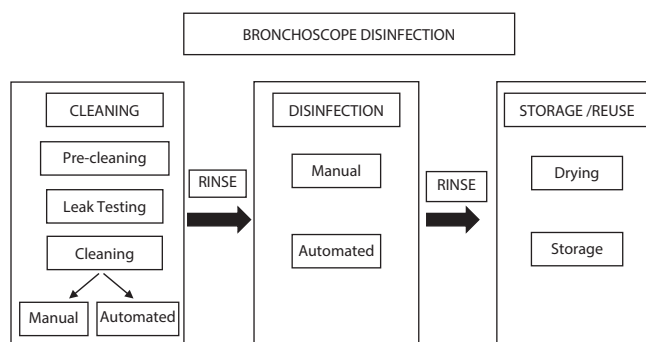 BRONCHOSCOPE DISINFECTION
CLEANING
Pre-cleaning
Leak Testing
Cleaning
Manual
Automated
RINSE
DISINFECTION
Manual
Automated
RINSE
STORAGE /REUSE
Drying
Storage